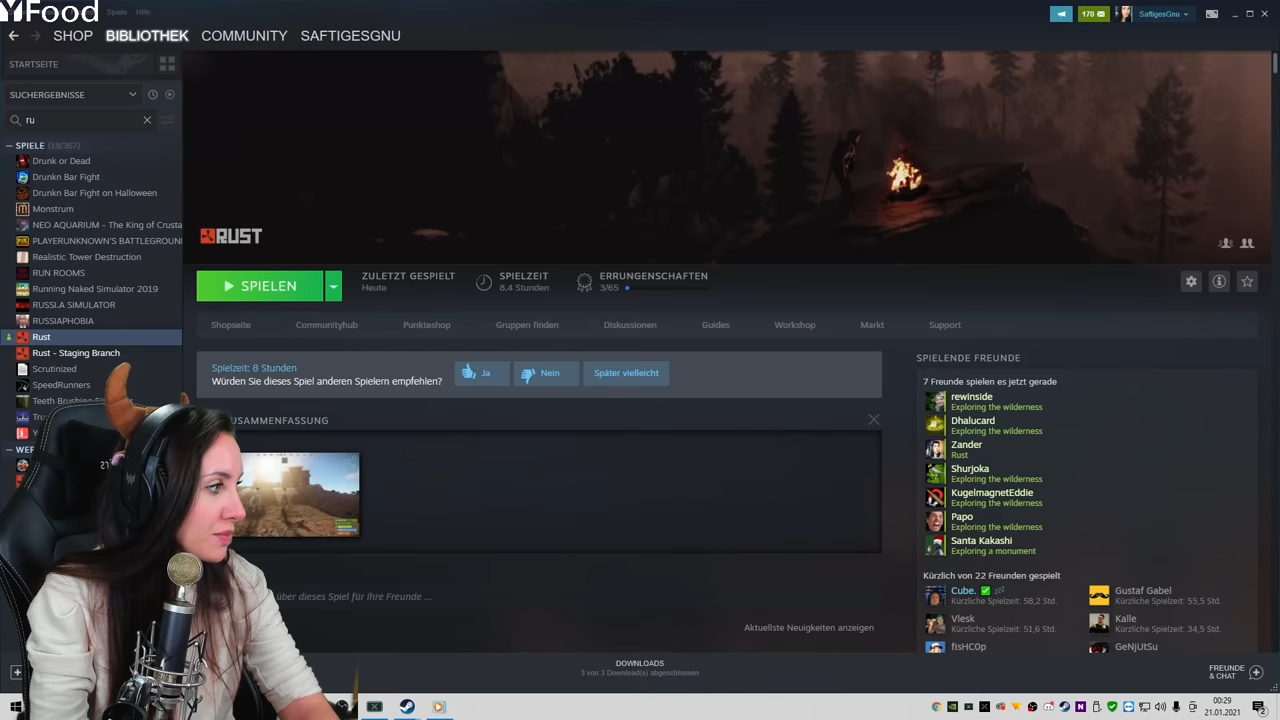 YFood
Spiele Hilfe
170
SaftigesGnu
SHOP BIBLIOTHEK COMMUNITY SAFTIGESGNU
STARTSEITE
SUCHERGEBNISSE
ru
SPIELE (18/367)
Drunk or Dead
Drunkn Bar Fight
Drunkn Bar Fight on Halloween
Monstrum
NEO AQUARIUM - The King of Crusta
PLAYERUNKNOWN'S BATTLEGROUN
Realistic Tower Destruction
RUN ROOMS
Running Naked Simulator 2019
RUSSIA SIMULATOR
RUSSIAPHOBIA
Rust
Rust - Staging Branch
Scrutinized
SpeedRunners
Teeth Brushing
RUST
SPIELEN
ZULETZT GESPIELT
Heute
SPIELZEIT
8,4 Stunden
ERRUNGENSCHAFTEN
3/65
Shopseite Communityhub Punkteshop Gruppen finden Diskussionen Guides Workshop Markt Support
Spielzeit: 8 Stunden
Würden Sie dieses Spiel anderen Spielern empfehlen?
Ja
Nein
Später vielleicht
USAMMENFASSUNG
über dieses Spiel für Ihre Freunde ...
Aktuellste Neuigkeiten anzeigen
SPIELENDE FREUNDE
7 Freunde spielen es jetzt gerade
rewinside
Exploring the wilderness
Dhalucard
Exploring the wilderness
Zander
Rust
Shurjoka
Exploring the wilderness
KugelmagnetEddie
Exploring the wilderness
Papo
Exploring the wilderness
Santa Kakashi
Exploring a monument
Kürzlich von 22 Freunden gespielt
Cube.
Kürzliche Spielzeit: 58,2 Std.
Gustaf Gabel
Kürzliche Spielzeit: 55,5 Std.
Vlesk
Kürzliche Spielzeit: 51,6 Std.
Kalle
Kürzliche Spielzeit: 34,5 Std.
fisHC0p
GeNjUtSu
DOWNLOADS
3 von 3 Download(s) abgeschlossen
FREUNDE
& CHAT
00:29
21.01.2021